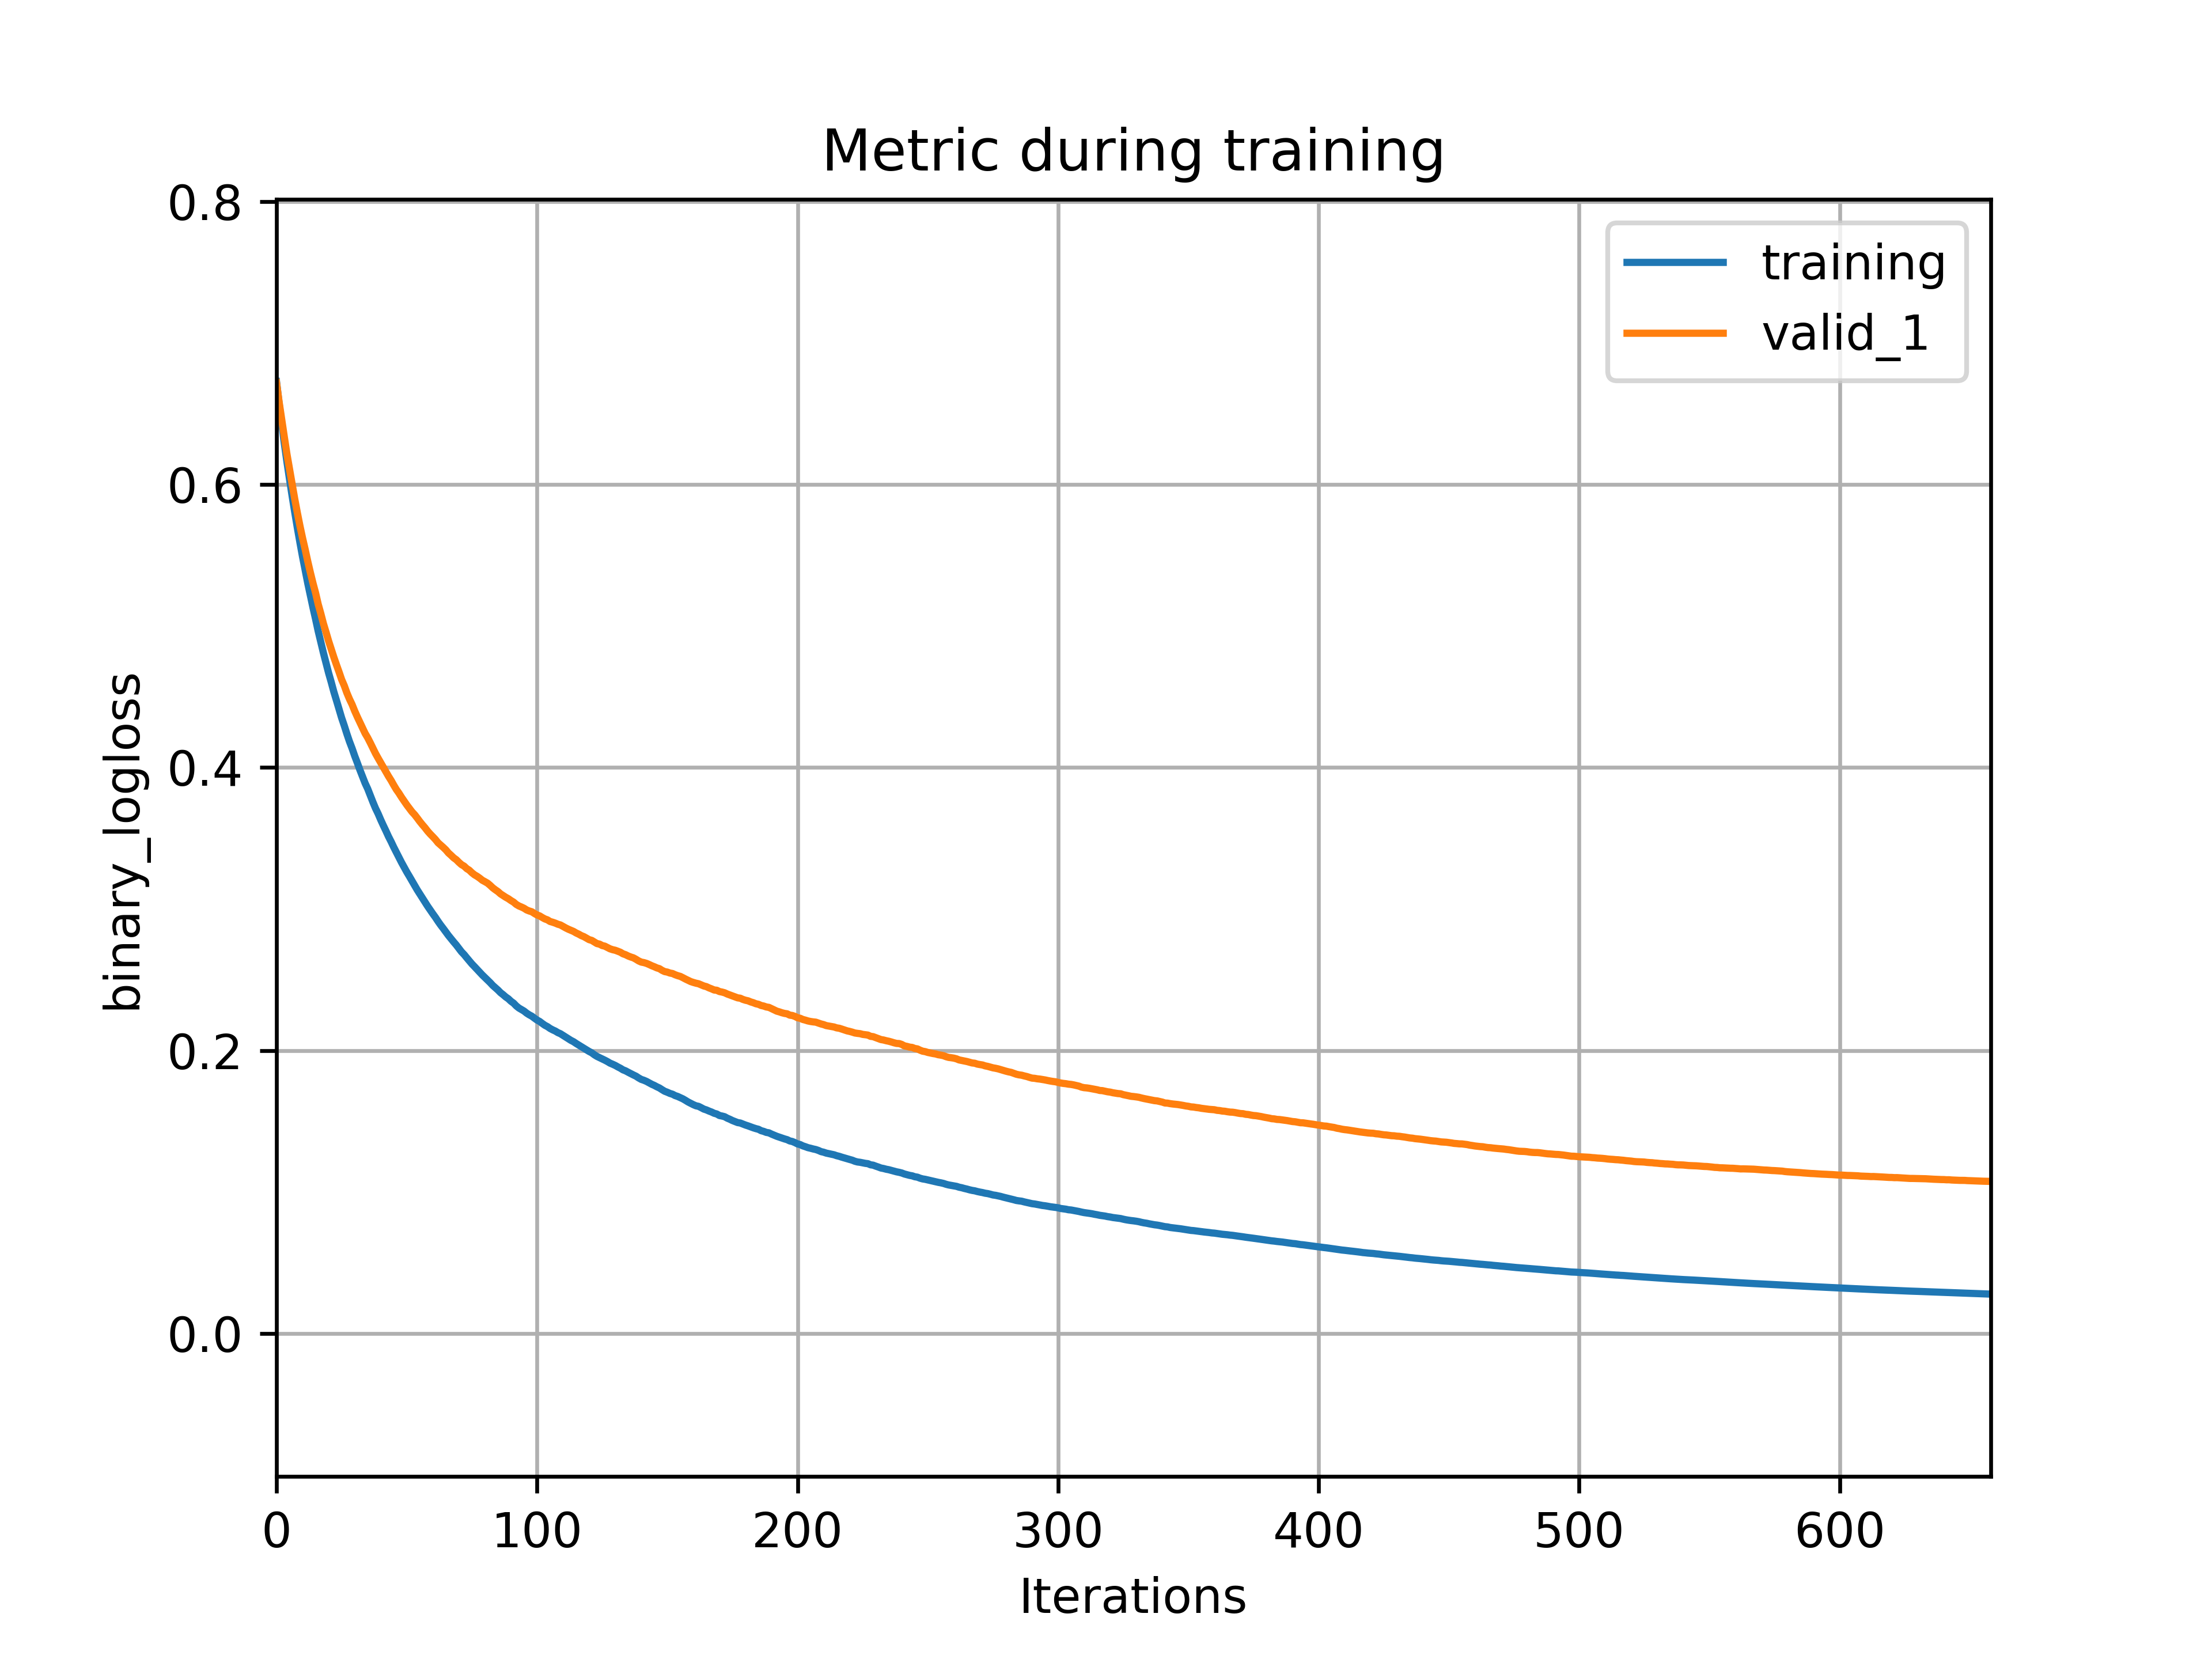 Metric during training
0.8
0.6
0.4
0.2
0.0
binary_logloss
training
valid_1
0 100 200 300 400 500 600
Iterations